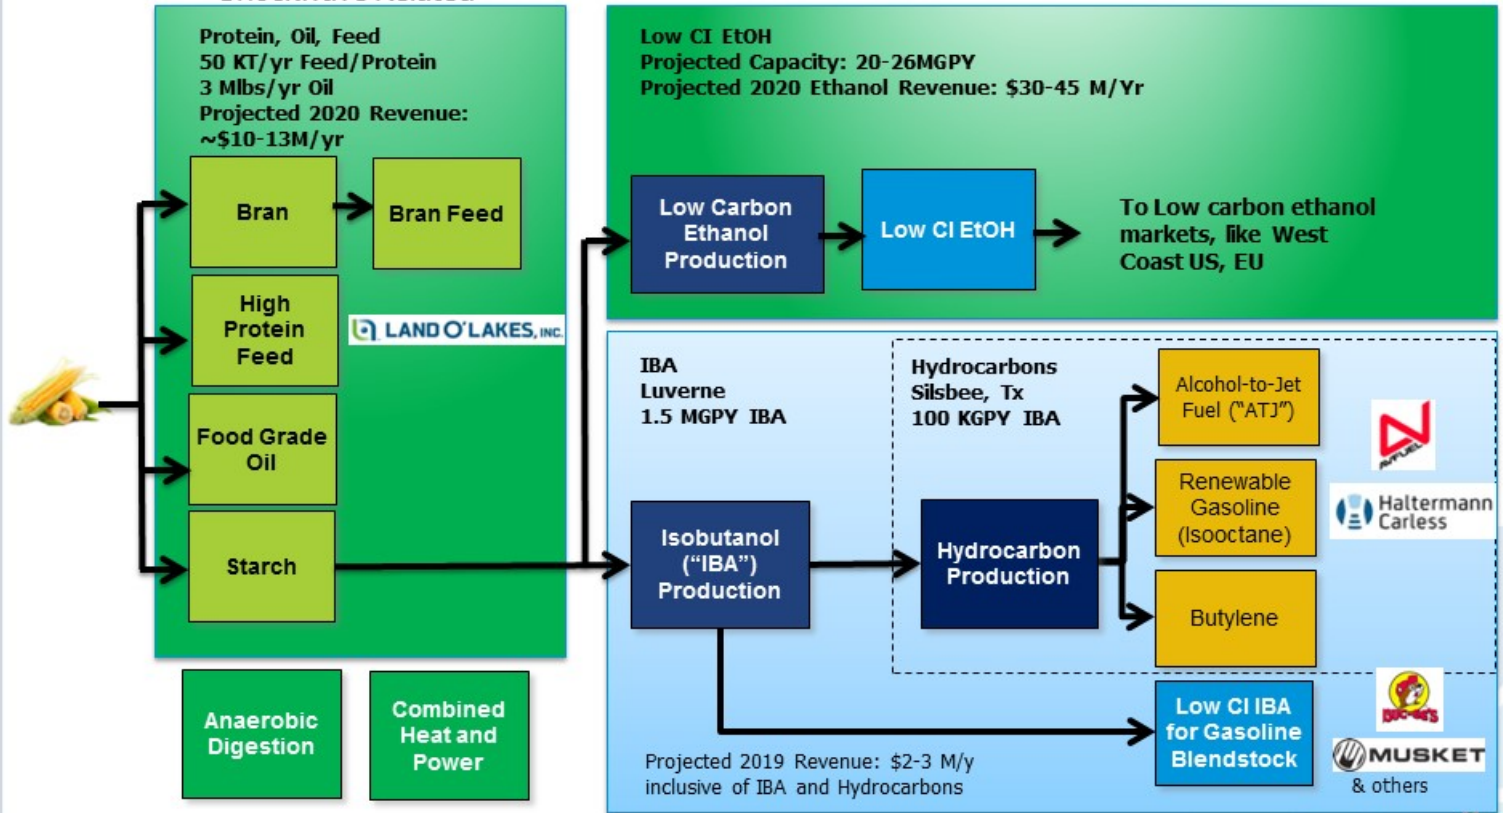 Protein, Oil, Feed
50 KT/yr Feed/Protein
3 Mlbs/yr Oil
Projected 2020 Revenue:
~$10-13M/yr
Bran
Bran Feed
High
Protein
Feed
LAND O'LAKES, INC.
Food Grade
Oil
Starch
Anaerobic
Digestion
Combined
Heat and
Power
Low CI EtOH
Projected Capacity: 20-26MGPY
Projected 2020 Ethanol Revenue: $30-45 M/Yr
Low Carbon
Ethanol
Production
Low CI EtOH
To Low carbon ethanol
markets, like West
Coast US, EU
IBA
Luverne
1.5 MGPY IBA
Hydrocarbons
Silsbee, Tx
100 KGPY IBA
Isobutanol
(“IBA”)
Production
Hydrocarbon
Production
Alcohol-to-Jet
Fuel (“ATJ”)
Renewable
Gasoline
(Isooctane)
Butylene
AVFUEL
Haltermann
Carless
Low CI IBA
for Gasoline
Blendstock
BUC-EE'S
MUSKET
& others
Projected 2019 Revenue: $2-3 M/y
inclusive of IBA and Hydrocarbons